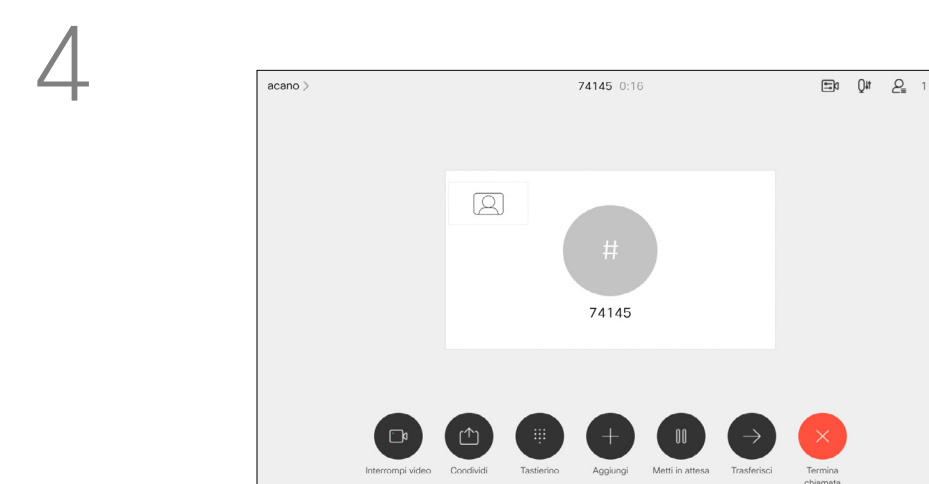 4
acano >
74145 0:16
1
#
74145
Interrompi video
Condividi
Tastierino
Aggiungi
Metti in attesa
Trasferisci
Termina
chiamata